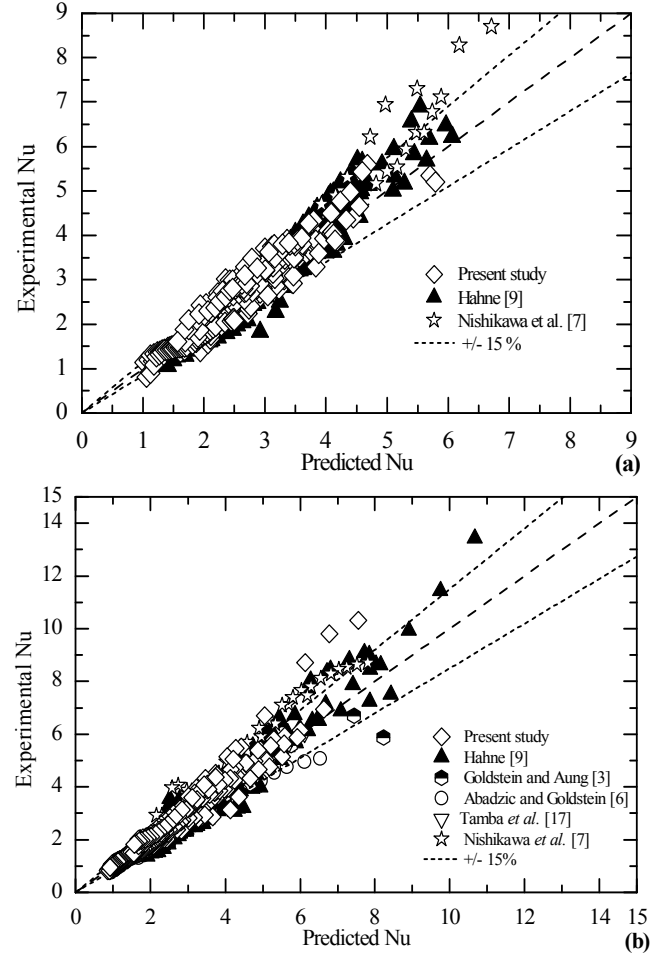 9
8
7
6
5
4
3
2
1
0
Experimental Nu
Present study
Hahne [9]
Nishikawa et al. [7]
+/- 15 %
0 1 2 3 4 5 6 7 8 9
Predicted Nu
(a)
15
14
12
10
8
6
4
2
0
Experimental Nu
Present study
Hahne [9]
Goldstein and Aung [3]
Abadzic and Goldstein [6]
Tamba et al. [17]
Nishikawa et al. [7]
+/- 15%
0 2 4 6 8 10 12 14 15
Predicted Nu
(b)